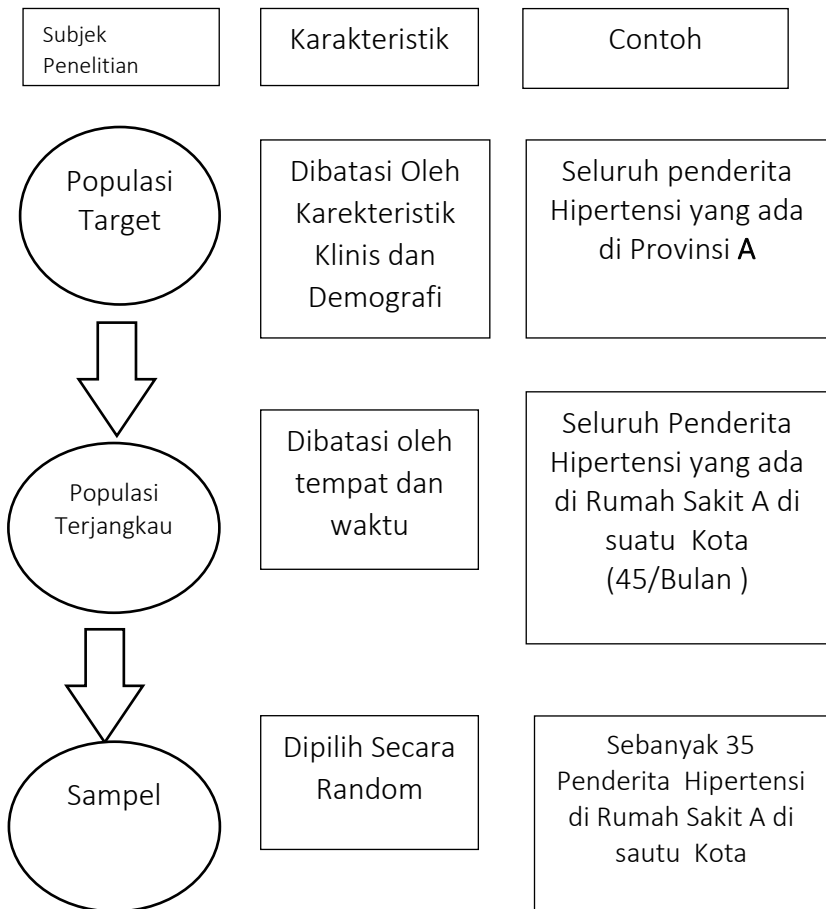 Subjek
Penelitian
Karakteristik
Contoh
Populasi
Target
Dibatasi Oleh
Karekteristik
Klinis dan
Demografi
Seluruh penderita
Hipertensi yang ada
di Provinsi A
Populasi
Terjangkau
Dibatasi oleh
tempat dan
waktu
Seluruh Penderita
Hipertensi yang ada
di Rumah Sakit A di
suatu Kota
(45/Bulan )
Sampel
Dipilih Secara
Random
Sebanyak 35
Penderita Hipertensi
di Rumah Sakit A di
sautu Kota